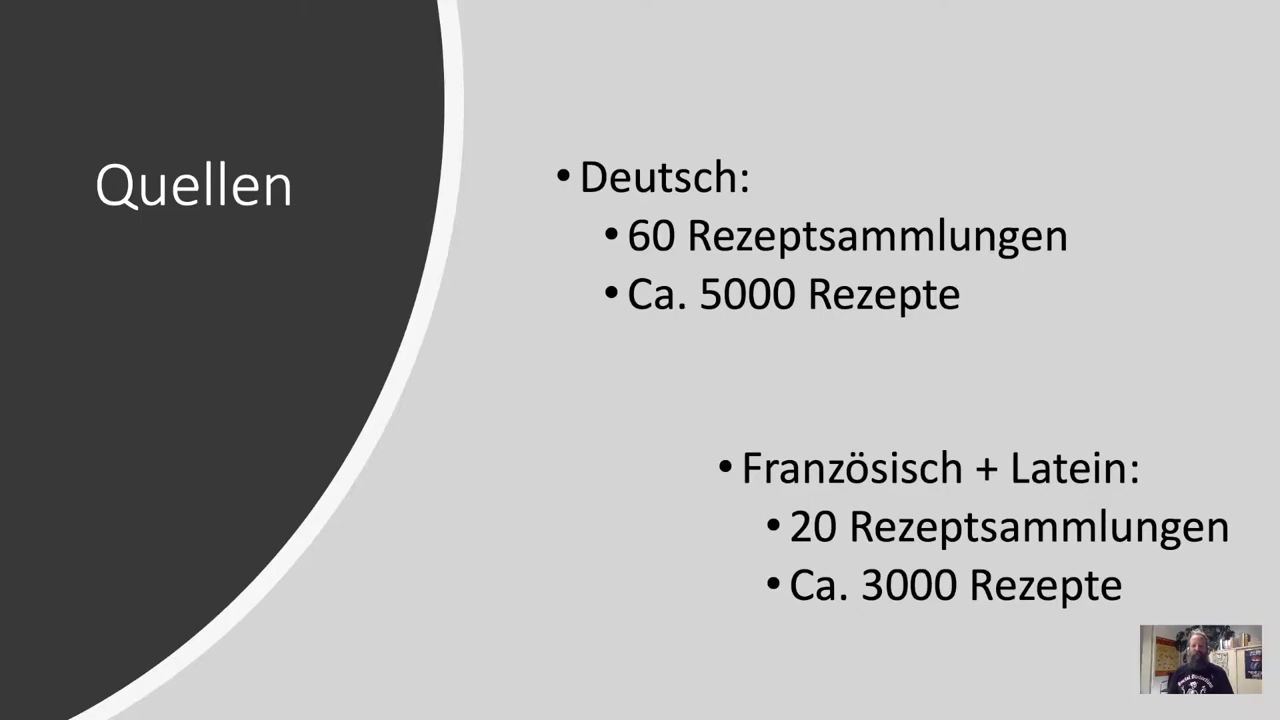 Quellen
• Deutsch:
• 60 Rezeptsammlungen
• Ca. 5000 Rezepte
• Französisch + Latein:
• 20 Rezeptsammlungen
• Ca. 3000 Rezepte